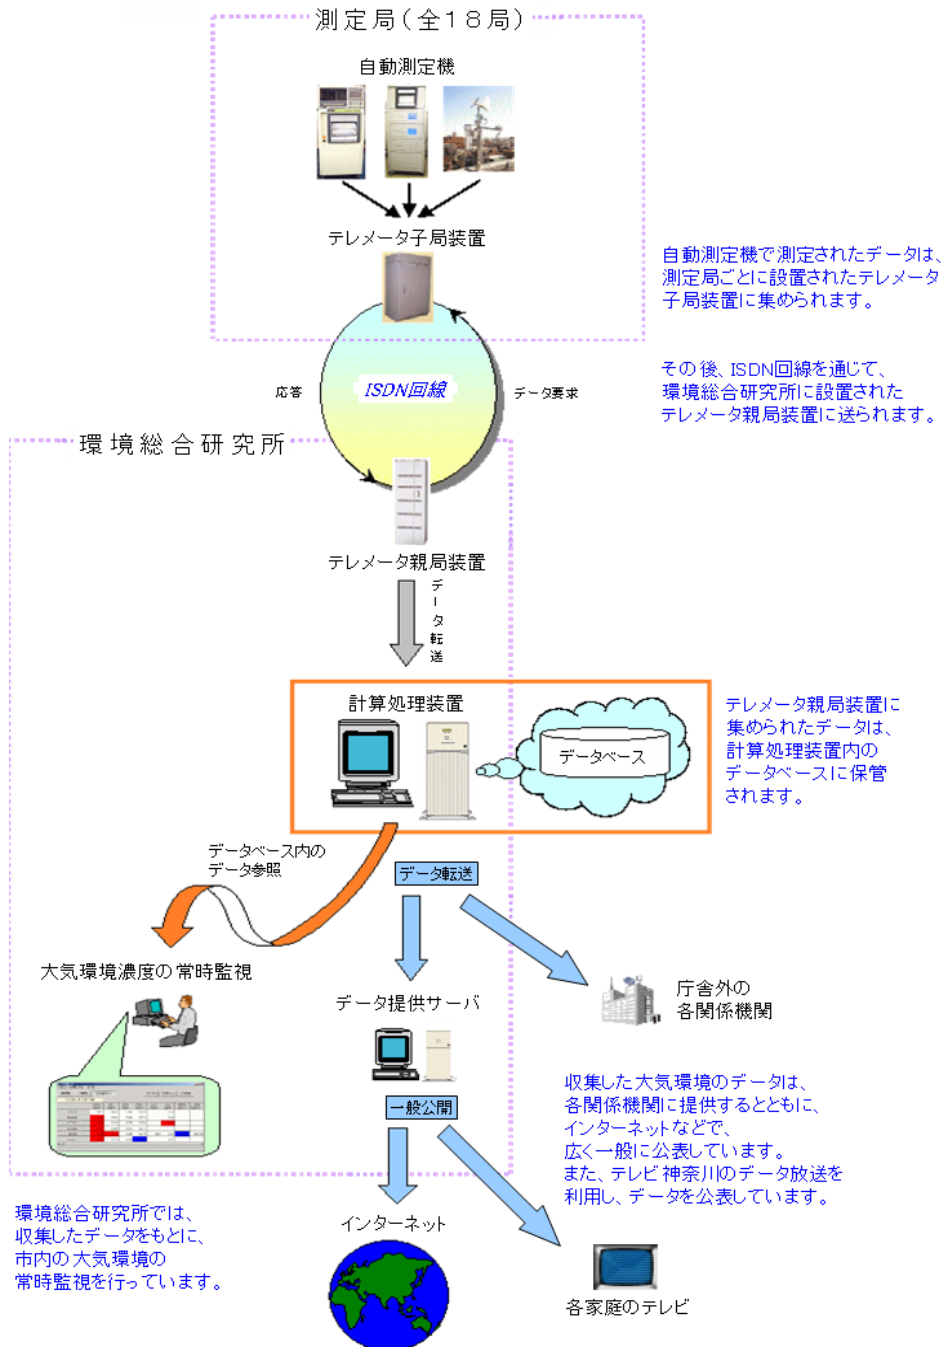 測定局(全18局)
自動測定機
テレメータ子局装置
自動測定機で測定されたデータは、
測定局ごとに設置されたテレメータ
子局装置に集められます。
応答
ISDN回線
データ要求
その後、ISDN回線を通じて、
環境総合研究所に設置された
テレメータ親局装置に送られます。
環境総合研究所
テレメータ親局装置
データ転送
計算処理装置
データベース
テレメータ親局装置に
集められたデータは、
計算処理装置内の
データベースに保管
されます。
データベース内の
データ参照
データ転送
大気環境濃度の常時監視
データ提供サーバ
庁舎外の
各関係機関
一般公開
収集した大気環境のデータは、
各関係機関に提供するとともに、
インターネットなどで、
広く一般に公表しています。
また、テレビ神奈川のデータ放送を
利用し、データを公表しています。
環境総合研究所では、
収集したデータをもとに、
市内の大気環境の
常時監視を行っています。
インターネット
各家庭のテレビ